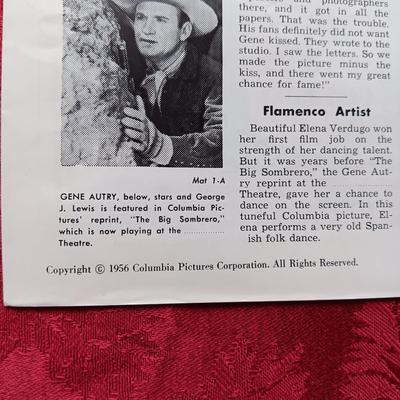 Mat 1-A
GENE AUTRY, below, stars and George
J. Lewis is featured in Columbia Pic-
tures' reprint, "The Big Sombrero,"
which is now playing at the ............
Theatre.
and photographers
there, and it got in all the
papers. That was the trouble.
His fans definitely did not want
Gene kissed. They wrote to the
studio. I saw the letters. So we
made the picture minus the
kiss, and there went my great
chance for fame!"
Flamenco Artist
Beautiful Elena Verdugo won
her first film job on the
strength of her dancing talent.
But it was years before "The
Big Sombrero," the Gene Aut-
ry reprint at the ............
Theatre, gave her a chance to
dance on the screen. In this
tuneful Columbia picture, El-
ena performs a very old Span-
ish folk dance.
Copyright © 1956 Columbia Pictures Corporation. All Rights Reserved.